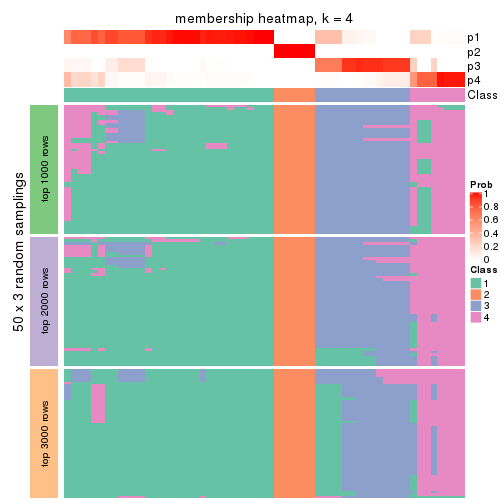 membership heatmap, k = 4
p1
p2
p3
p4
Class
50 x 3 random samplings
top 1000 rows
top 2000 rows
top 3000 rows
Prob
1
0.8
0.6
0.4
0.2
0
Class
1
2
3
4